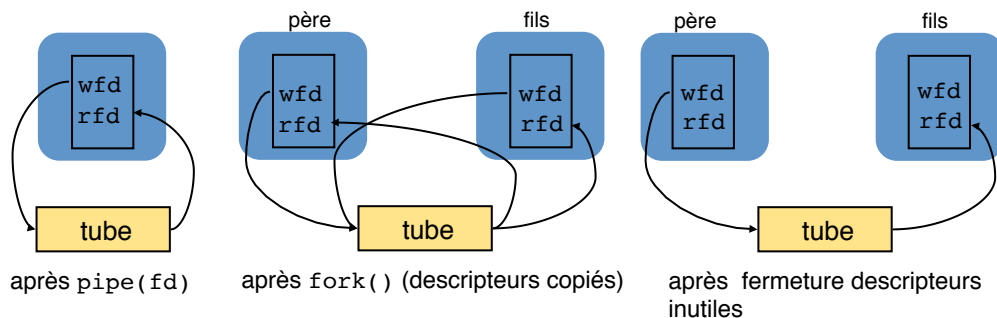 père
fils
père
fils
wfd
rfd
wfd
rfd
wfd
rfd
wfd
rfd
wfd
rfd
tube
tube
tube
après pipe(fd)
après fork() (descripteurs copiés)
après fermeture descripteurs
inutiles